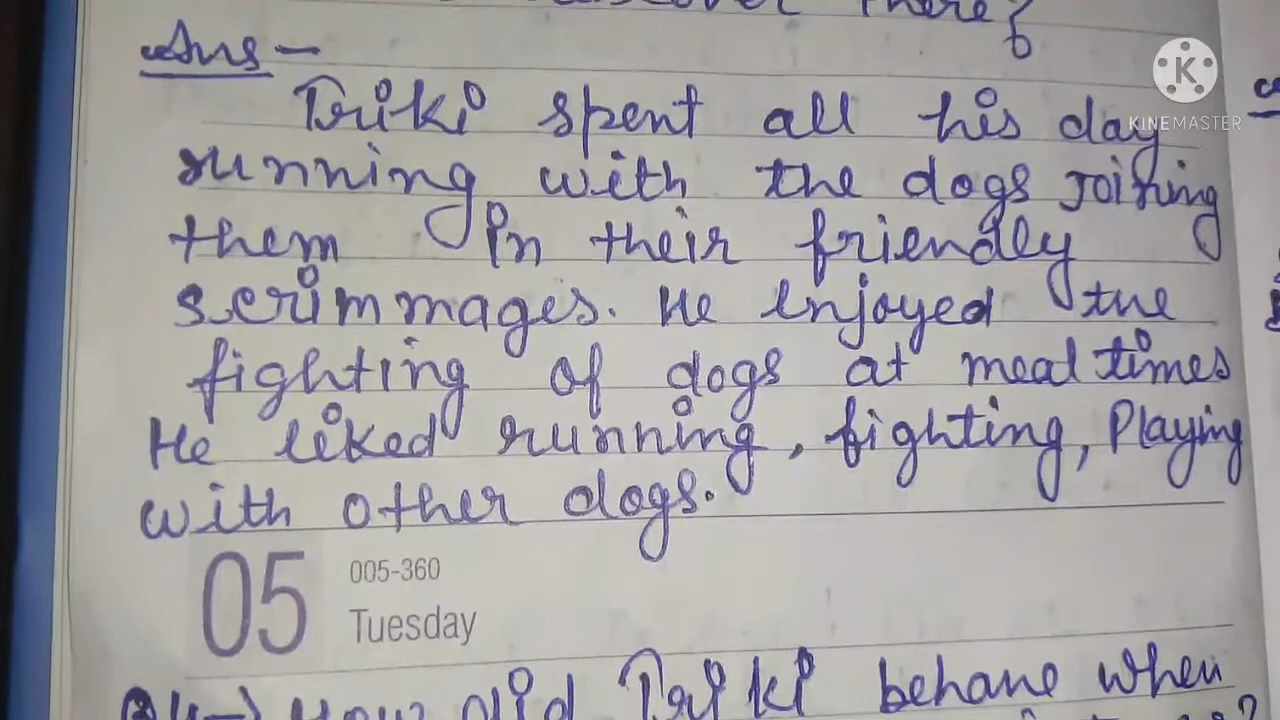 there?
Ans -
Triki spent all his day
KINEMASTER
running with the dogs Joining
them in their friendly
scrimmages. He enjoyed the
fighting of dogs at meal times
He liked running, fighting, Playing
with other dogs.
05
005-360
Tuesday
How did Triki behave when